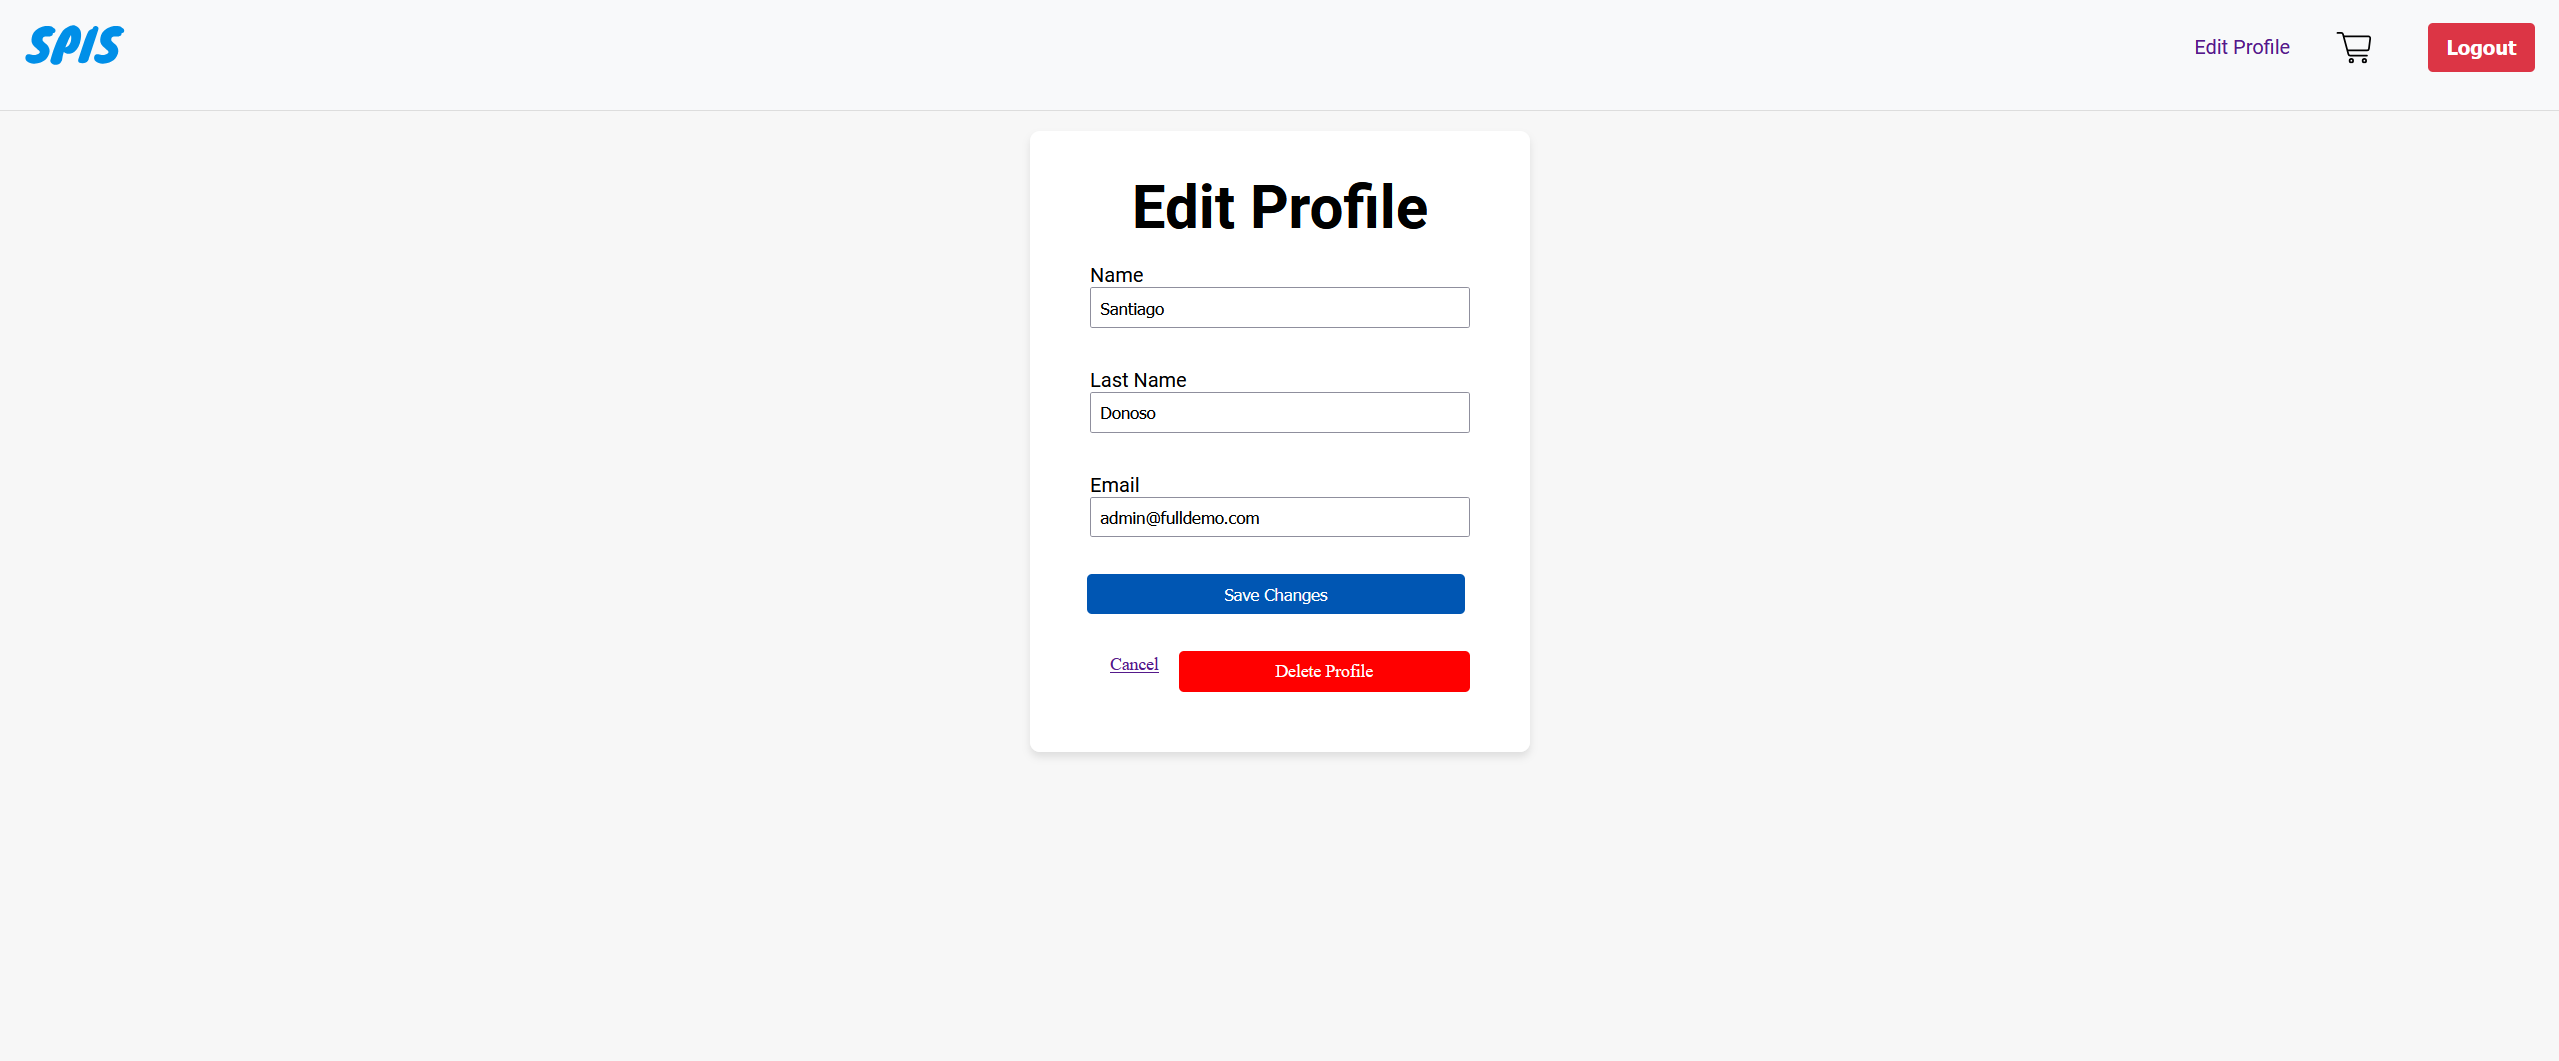 SPIS
Edit Profile
Logout
Edit Profile
Name
Santiago
Last Name
Donoso
Email
admin@fulldemo.com
Save Changes
Cancel
Delete Profile